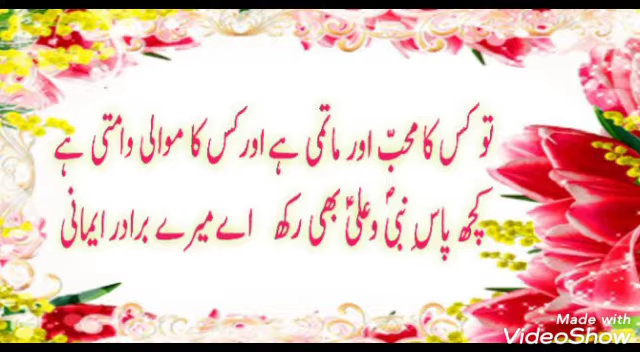 تو کس کا محبّ اور ماتمی ہے اور کس کا موالی و امتی ہے
کچھ پاسِ نبیؐ و علیؑ بھی رکھ اے میرے برادر ایمانی
Made with
VideoShow